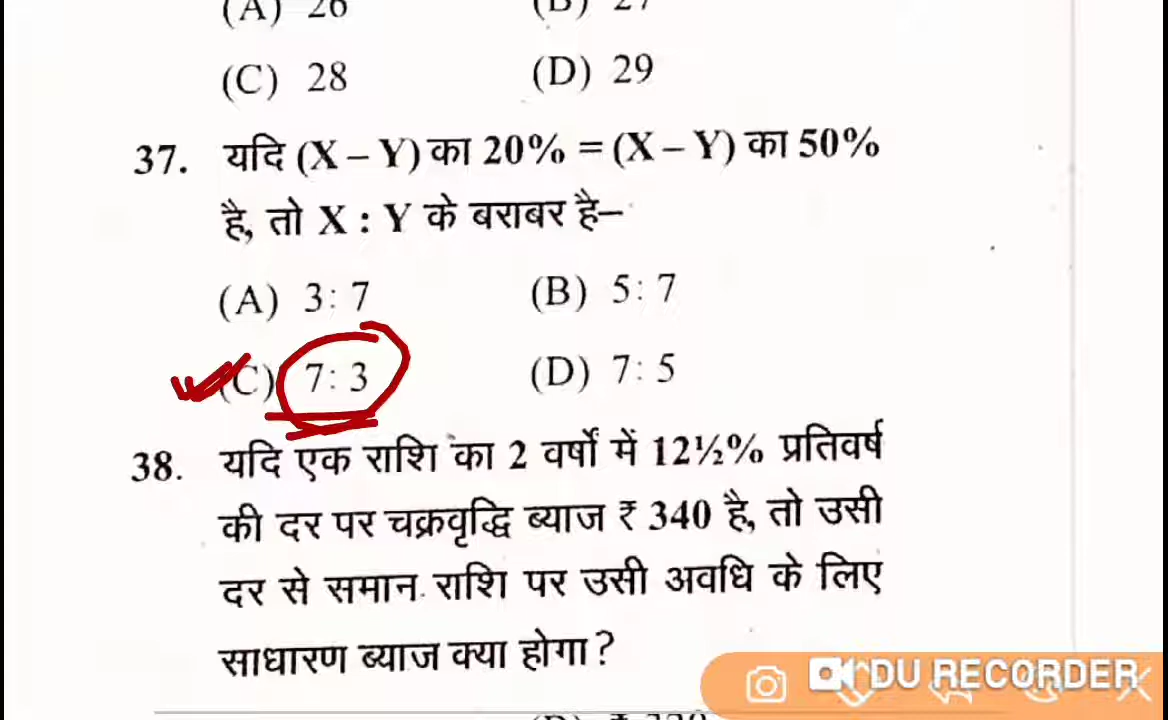 (A) 26 (B) 27
(C) 28 (D) 29
37. यदि (X – Y) का 20% = (X – Y) का 50%
है, तो X : Y के बराबर है–
(A) 3 : 7 (B) 5 : 7
(C) 7 : 3 (D) 7 : 5
38. यदि एक राशि का 2 वर्षों में 12½% प्रतिवर्ष
की दर पर चक्रवृद्धि ब्याज ₹ 340 है, तो उसी
दर से समान राशि पर उसी अवधि के लिए
साधारण ब्याज क्या होगा ?
DU RECORDER